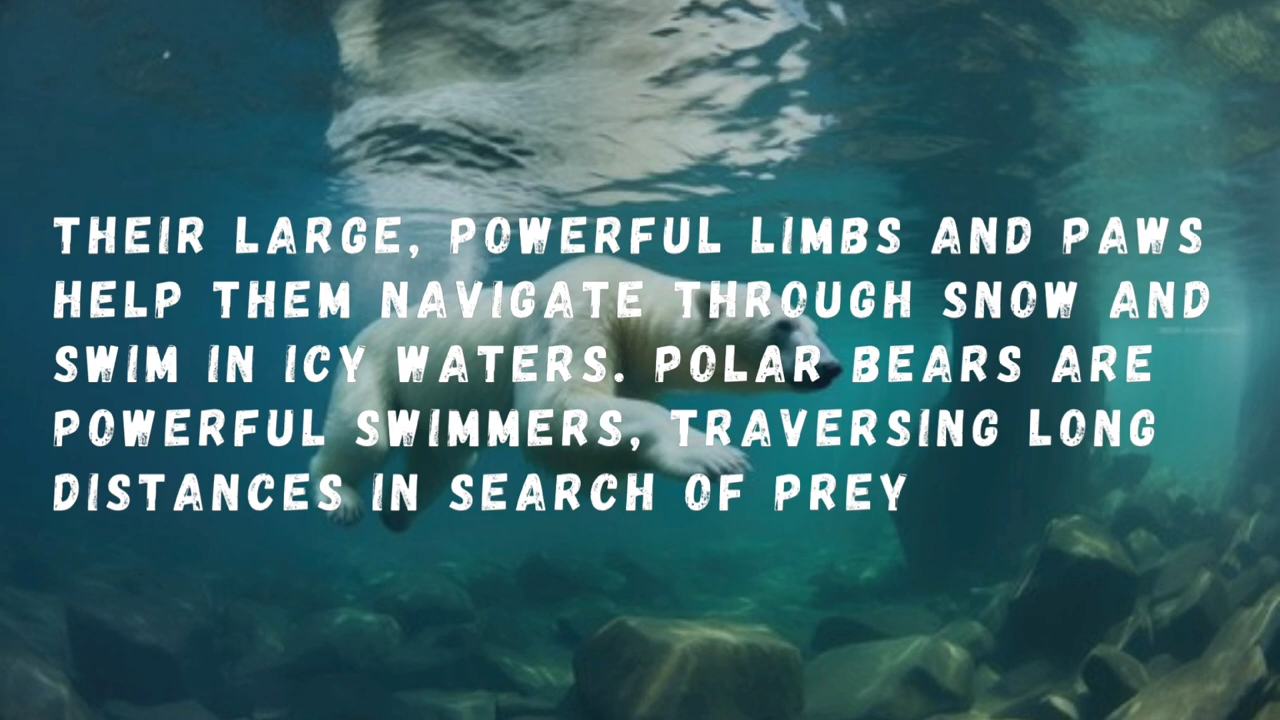 THEIR LARGE, POWERFUL LIMBS AND PAWS
HELP THEM NAVIGATE THROUGH SNOW AND
SWIM IN ICY WATERS. POLAR BEARS ARE
POWERFUL SWIMMERS, TRAVERSING LONG
DISTANCES IN SEARCH OF PREY